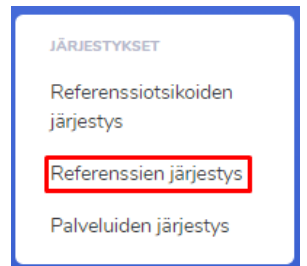 JÄRJESTYKSET
Referenssiotsikoiden
järjestys
Referenssien järjestys
Palveluiden järjestys